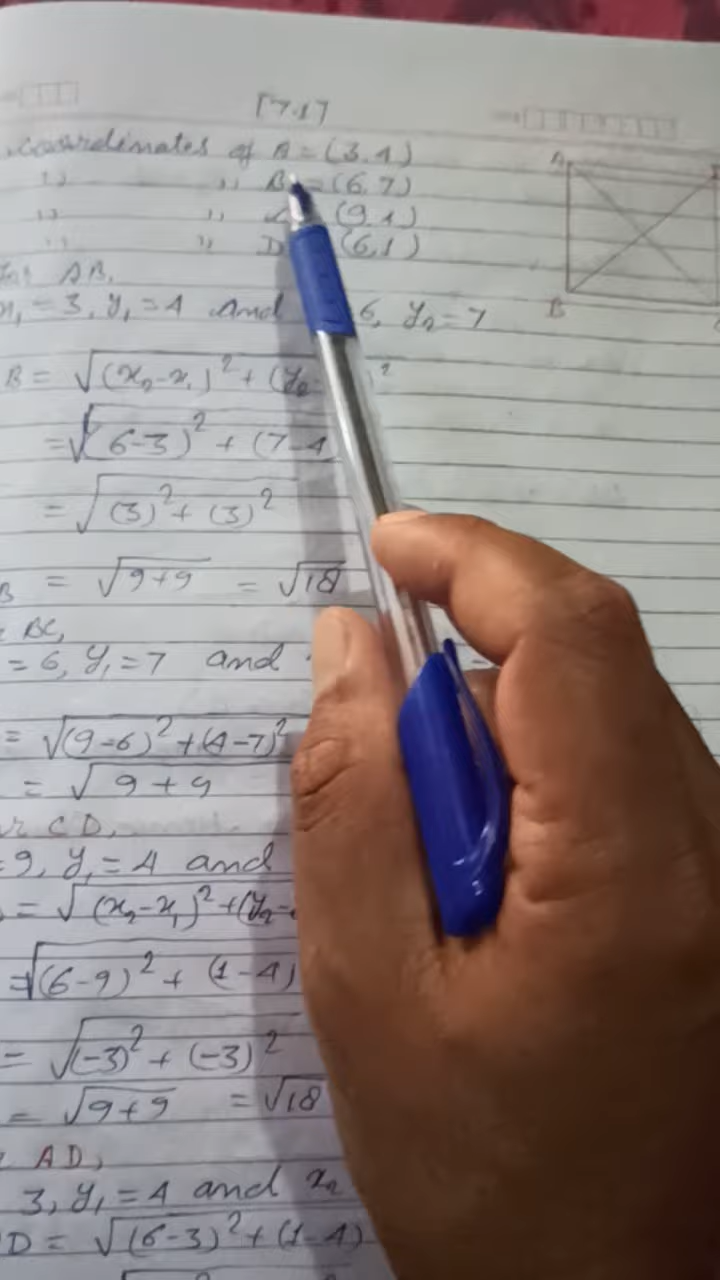 [7.1]
coordinates of A = (3,4)
,, ,, B = (6,7)
,, ,, (9,4)
,, ,, D (6,1)
for AB,
x₁ = 3, y₁ = 4 and 6, y₂ = 7
A
B
B = √(x₂-x₁)² + (y₂- )²
= √(6-3)² + (7-4
= √(3)² + (3)²
B = √9+9 = √18
BC,
= 6, y₁ = 7 and
= √(9-6)² + (4-7)²
= √9+9
r CD,
9, y₁ = 4 and
= √(x₂-x₁)² + (y₂-
= √(6-9)² + (1-4)
= √(-3)² + (-3)²
= √9+9 = √18
AD,
3, y₁ = 4 and x₂
D = √(6-3)² + (1-4)